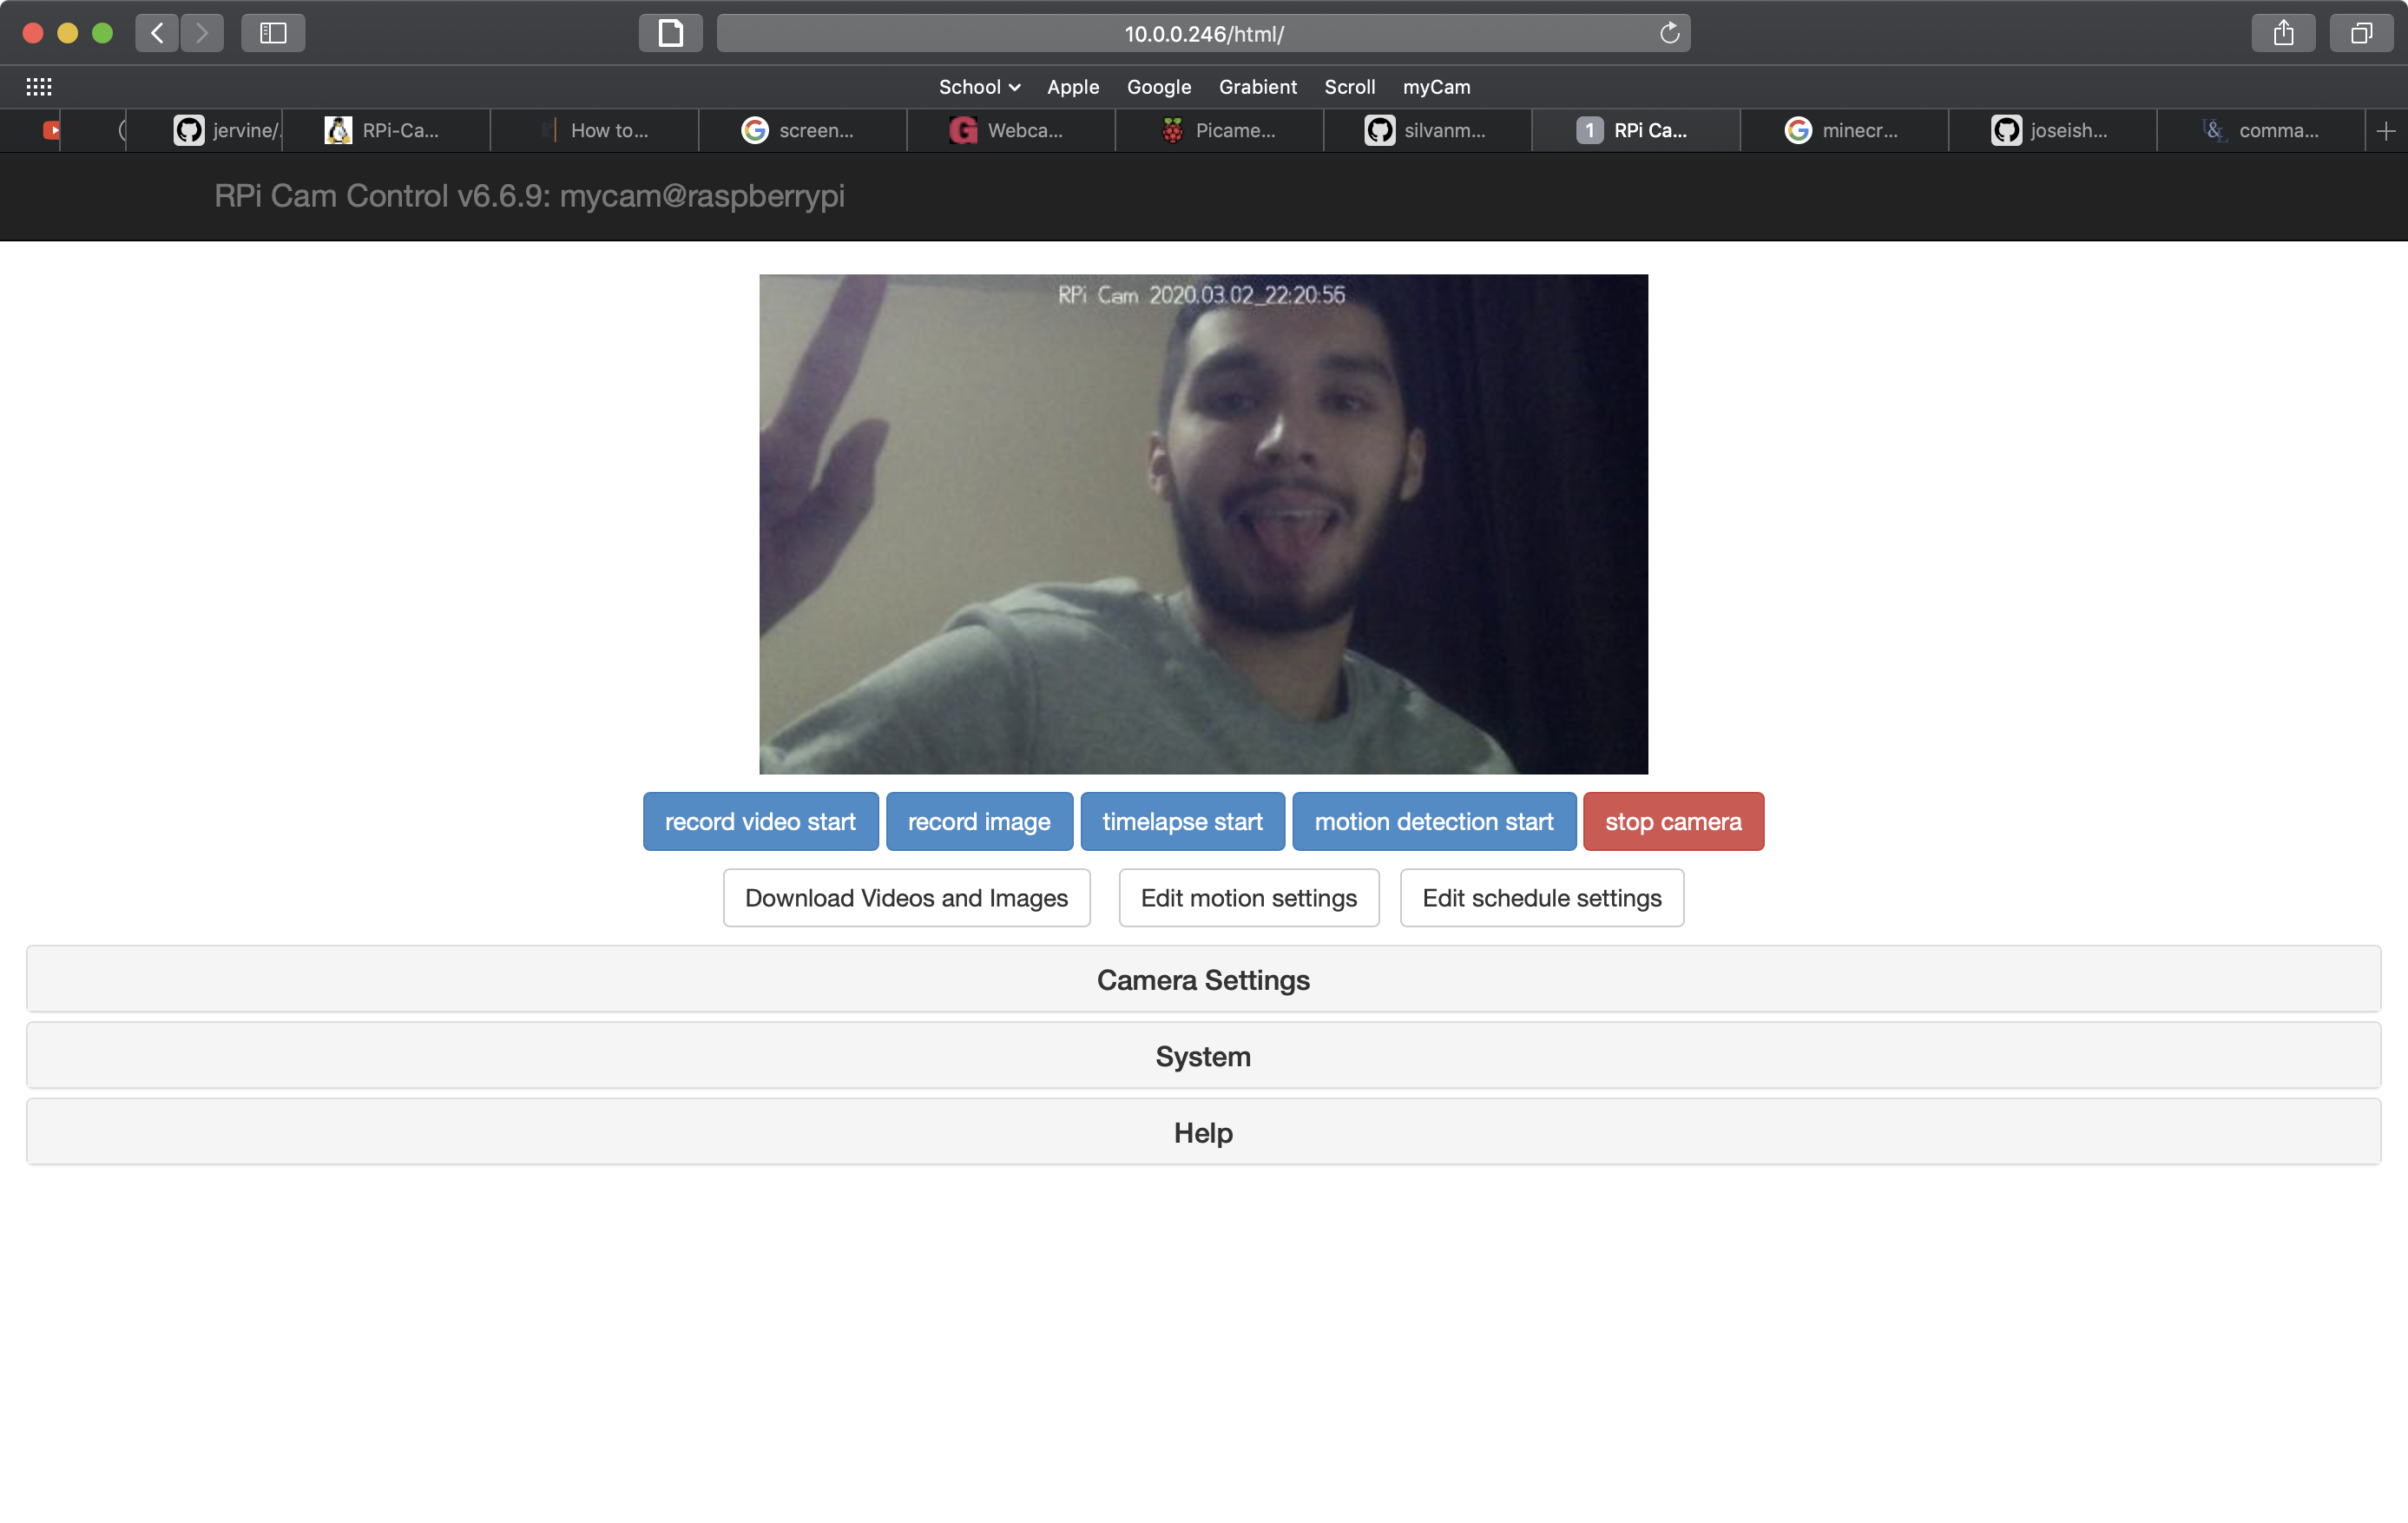 10.0.0.246/html/
School Apple Google Grabient Scroll myCam
jervine/ RPi-Ca... How to... screen... Webca... Picame... silvanm... 1 RPi Ca... minecr... joseish... comma...
RPi Cam Control v6.6.9: mycam@raspberrypi
RPi Cam 2020.03.02_22:20:56
record video start record image timelapse start motion detection start stop camera
Download Videos and Images Edit motion settings Edit schedule settings
Camera Settings
System
Help